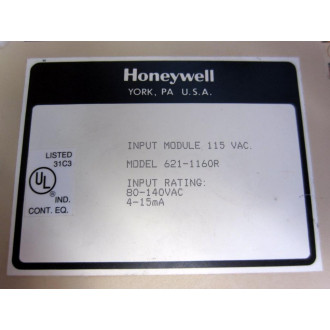 Honeywell
YORK, PA U.S.A.
INPUT MODULE 115 VAC.
MODEL 621-1160R
INPUT RATING:
80-140VAC
4-15mA
LISTED
31C3
UL
IND.
CONT. EQ.